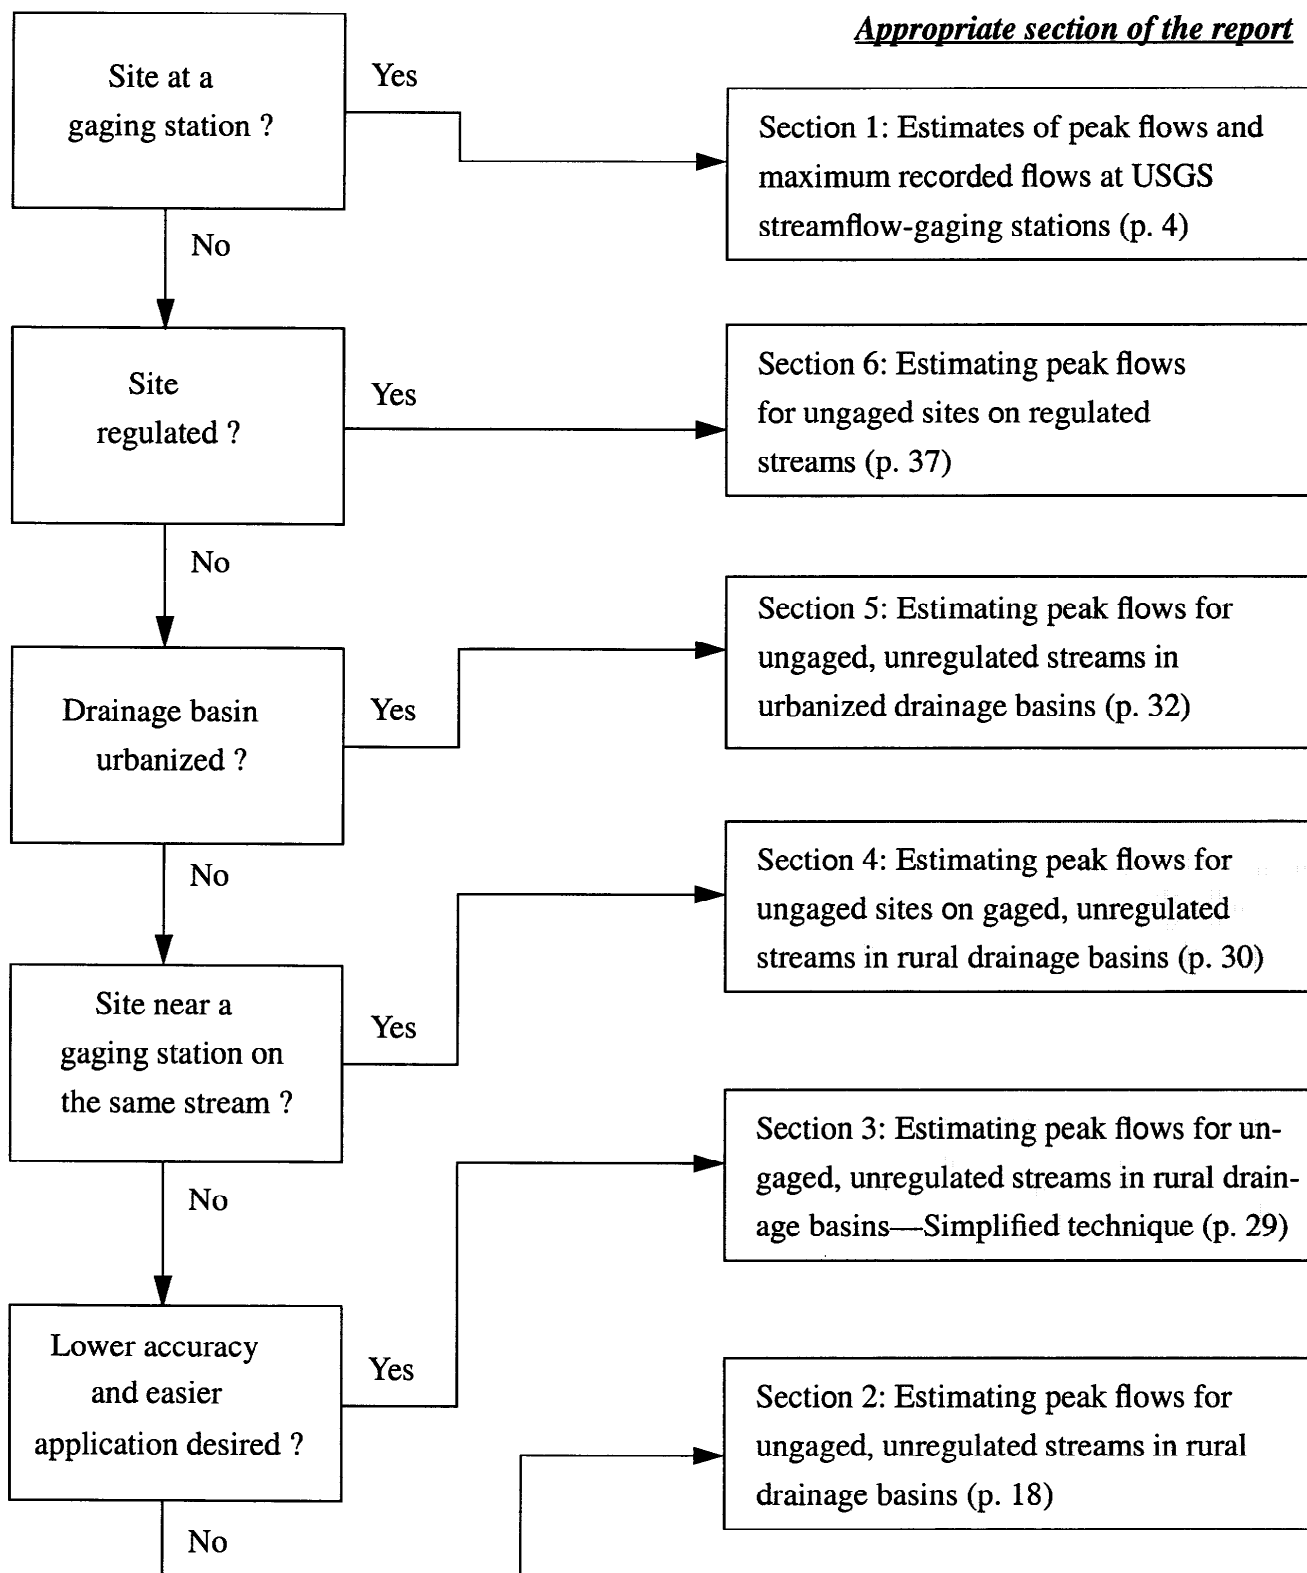 Appropriate section of the report
Site at a
gaging station ?
Yes
Section 1: Estimates of peak flows and
maximum recorded flows at USGS
streamflow-gaging stations (p. 4)
No
Site
regulated ?
Yes
Section 6: Estimating peak flows
for ungaged sites on regulated
streams (p. 37)
No
Drainage basin
urbanized ?
Yes
Section 5: Estimating peak flows for
ungaged, unregulated streams in
urbanized drainage basins (p. 32)
No
Site near a
gaging station on
the same stream ?
Yes
Section 4: Estimating peak flows for
ungaged sites on gaged, unregulated
streams in rural drainage basins (p. 30)
No
Lower accuracy
and easier
application desired ?
Yes
Section 3: Estimating peak flows for un-
gaged, unregulated streams in rural drain-
age basins—Simplified technique (p. 29)
No
Section 2: Estimating peak flows for
ungaged, unregulated streams in rural
drainage basins (p. 18)